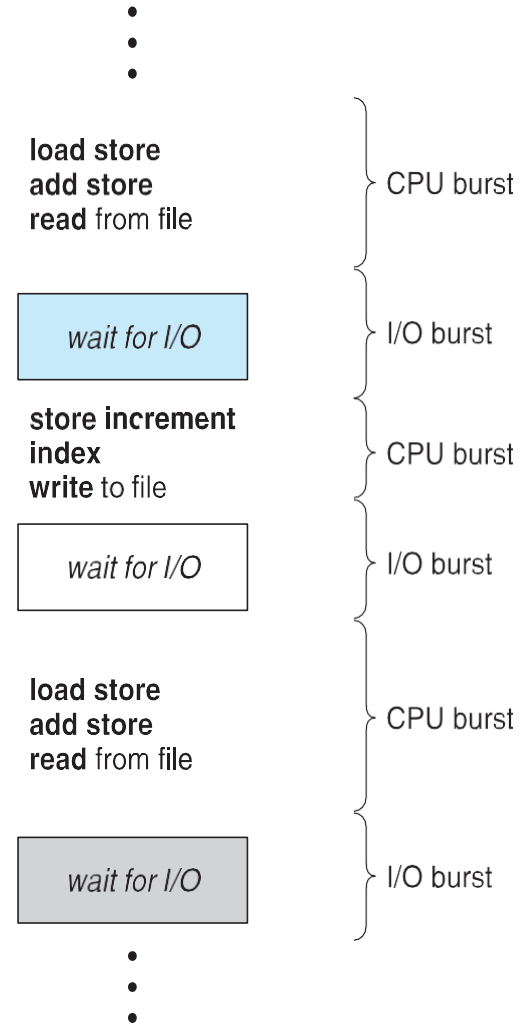 load store
add store
read from file
CPU burst
wait for I/O
I/O burst
store increment
index
write to file
CPU burst
wait for I/O
I/O burst
load store
add store
read from file
CPU burst
wait for I/O
I/O burst